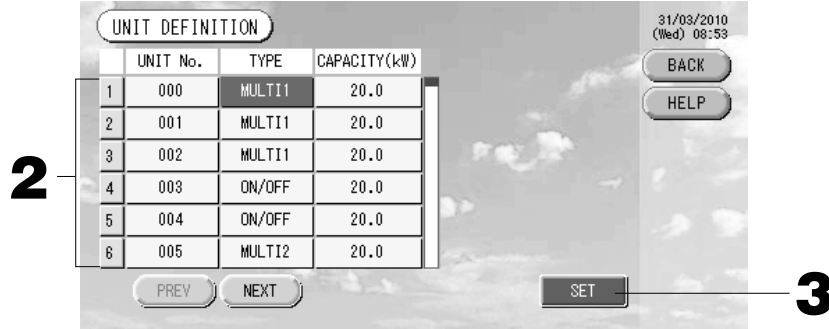 UNIT DEFINITION
31/03/2010
(Wed) 08:53
BACK
HELP
UNIT No. TYPE CAPACITY(kW)
1 000 MULTI1 20.0
2 001 MULTI1 20.0
3 002 MULTI1 20.0
4 003 ON/OFF 20.0
5 004 ON/OFF 20.0
6 005 MULTI2 20.0
2
PREV NEXT SET
3